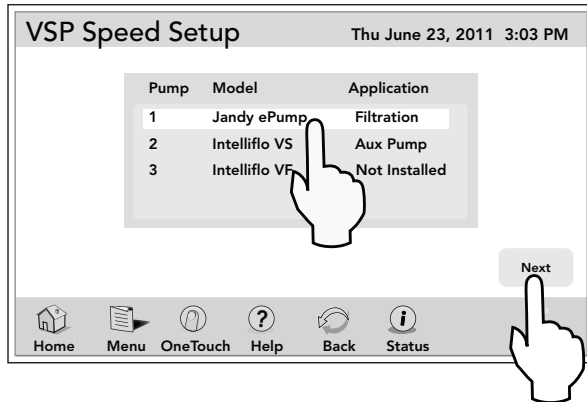 VSP Speed Setup Thu June 23, 2011 3:03 PM
Pump Model Application
1 Jandy ePump Filtration
2 Intelliflo VS Aux Pump
3 Intelliflo VF Not Installed
Next
? i
Home Menu OneTouch Help Back Status